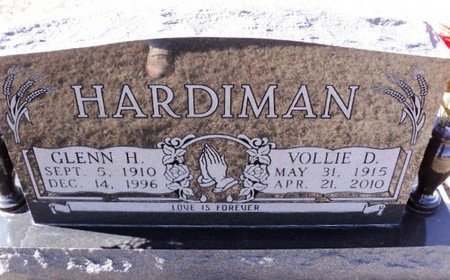 HARDIMAN
GLENN H.
SEPT. 5, 1910
DEC. 14, 1996
VOLLIE D.
MAY 31, 1915
APR. 21, 2010
LOVE IS FOREVER